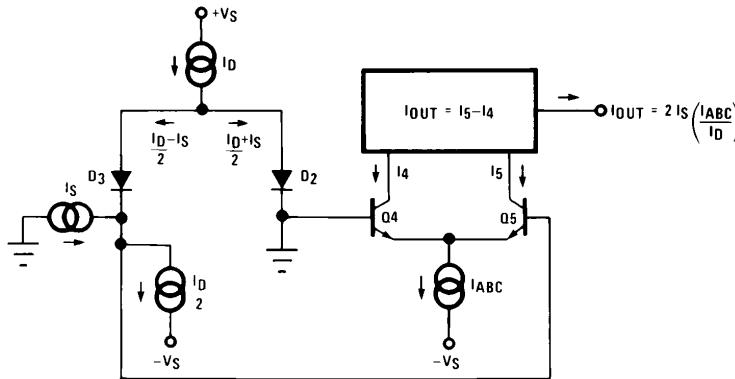 +VS
ID
IOUT = I5–I4
IOUT = 2 IS (IABC/ID)
ID/2 –IS
ID/2 +IS
D3
D2
I4
I5
IS
Q4
Q5
ID/2
IABC
–VS
–VS